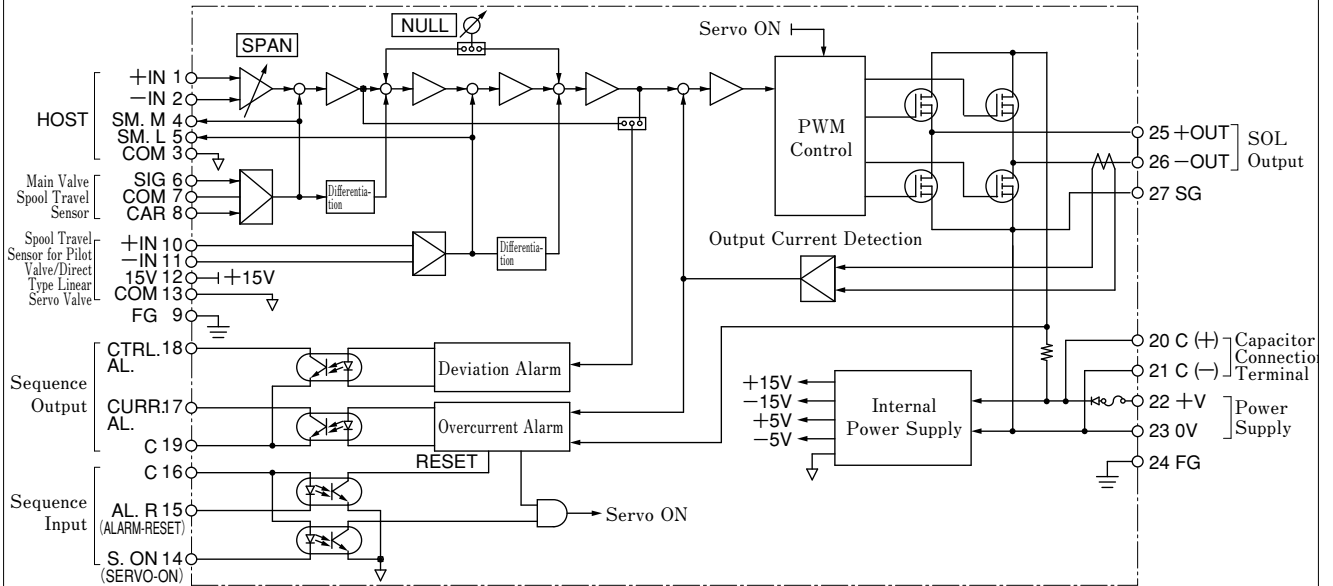 NULL
Servo ON
SPAN
HOST
+IN 1
−IN 2
SM. M 4
SM. L 5
COM 3
PWM
Control
25 +OUT
26 −OUT
27 SG
SOL
Output
Main Valve
Spool Travel
Sensor
SIG 6
COM 7
CAR 8
Differentia-
tion
Output Current Detection
Spool Travel
Sensor for Pilot
Valve/Direct
Type Linear
Servo Valve
+IN 10
−IN 11
15V 12
+15V
COM 13
Differentia-
tion
FG 9
Sequence
Output
CTRL. 18
AL.
Deviation Alarm
CURR. 17
AL.
Overcurrent Alarm
C 19
RESET
+15V
−15V
+5V
−5V
Internal
Power Supply
20 C (+)
21 C (−)
Capacitor
Connection
Terminal
22 +V
23 0V
Power
Supply
24 FG
Sequence
Input
C 16
AL. R 15
(ALARM-RESET)
S. ON 14
(SERVO-ON)
Servo ON